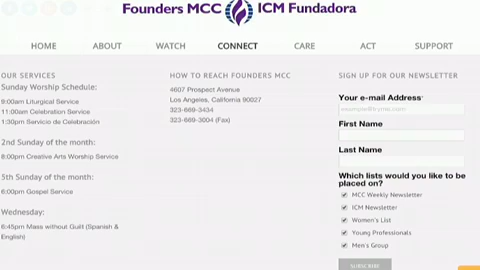 Founders MCC ICM Fundadora
HOME ABOUT WATCH CONNECT CARE ACT SUPPORT
OUR SERVICES
Sunday Worship Schedule:
9:00am Liturgical Service
11:00am Celebration Service
1:30pm Servicio de Celebración
2nd Sunday of the month:
8:00pm Creative Arts Worship Service
5th Sunday of the month:
6:00pm Gospel Service
Wednesday:
6:45pm Mass without Guilt (Spanish &
English)
HOW TO REACH FOUNDERS MCC
4607 Prospect Avenue
Los Angeles, California 90027
323-669-3434
323-669-3004 (Fax)
SIGN UP FOR OUR NEWSLETTER
Your e-mail Address*
First Name
Last Name
Which lists would you like to be
placed on?
MCC Weekly Newsletter
ICM Newsletter
Women's List
Young Professionals
Men's Group
SUBSCRIBE